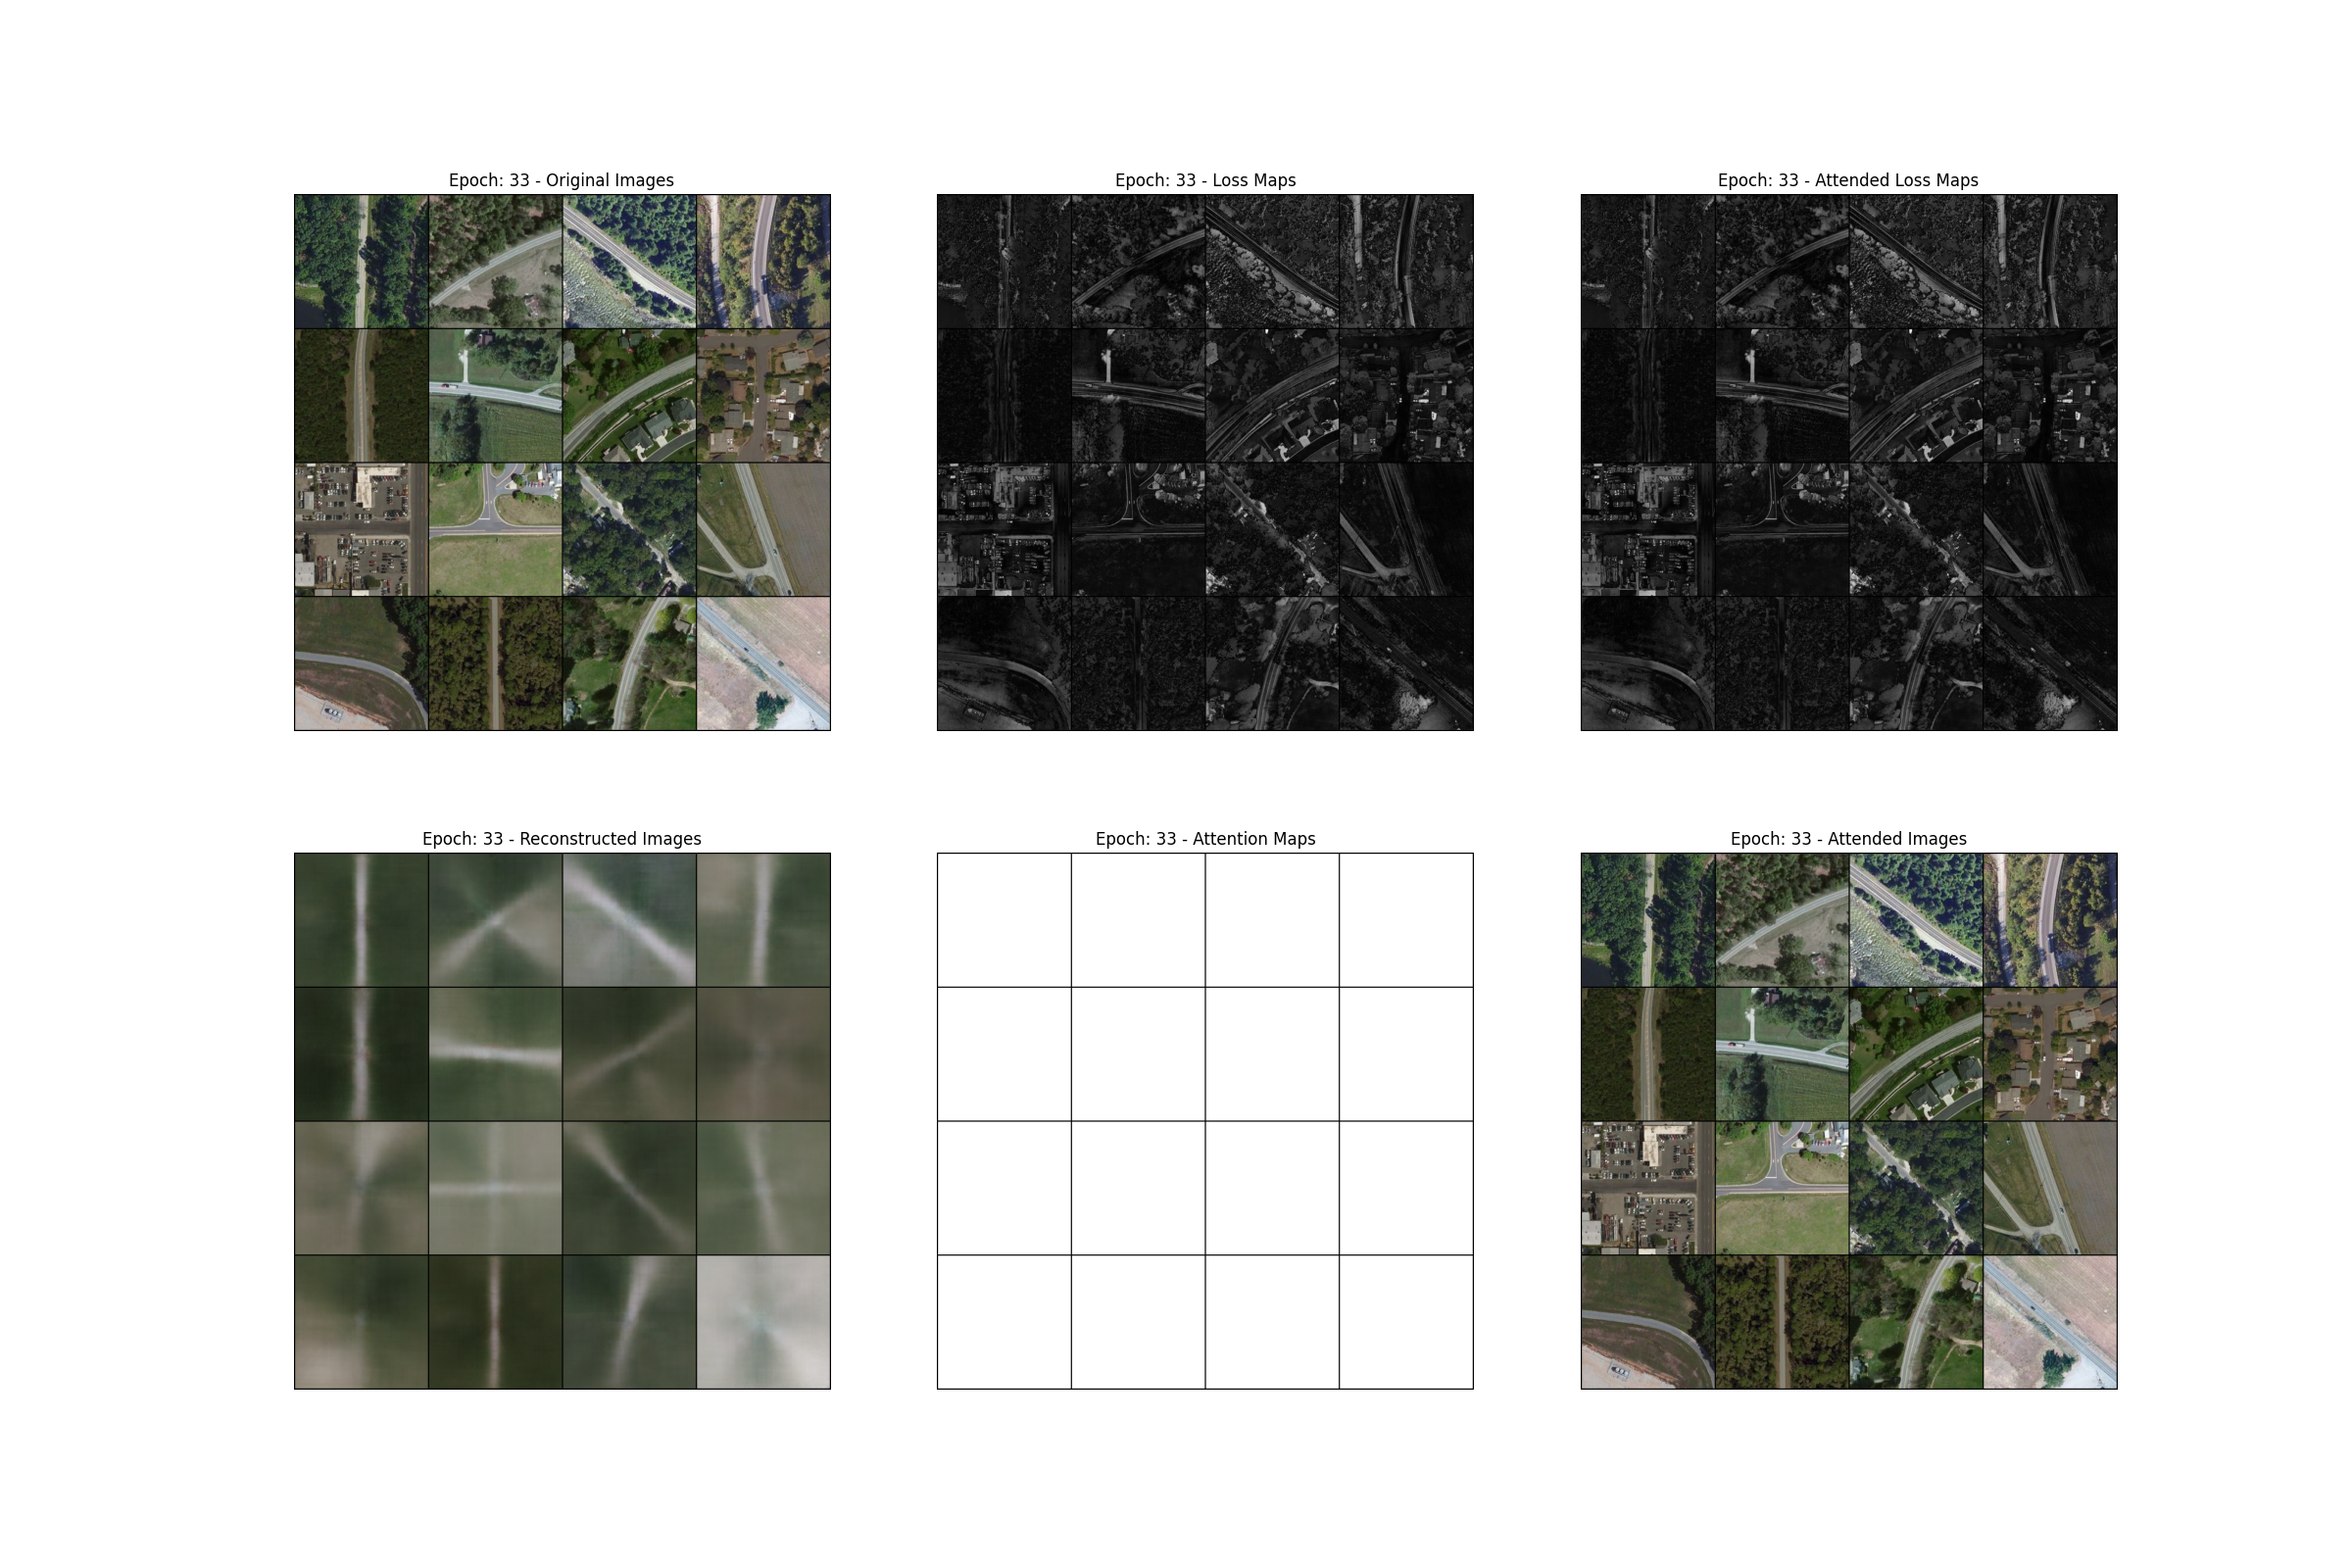 Epoch: 33 - Original Images
Epoch: 33 - Loss Maps
Epoch: 33 - Attended Loss Maps
Epoch: 33 - Reconstructed Images
Epoch: 33 - Attention Maps
Epoch: 33 - Attended Images